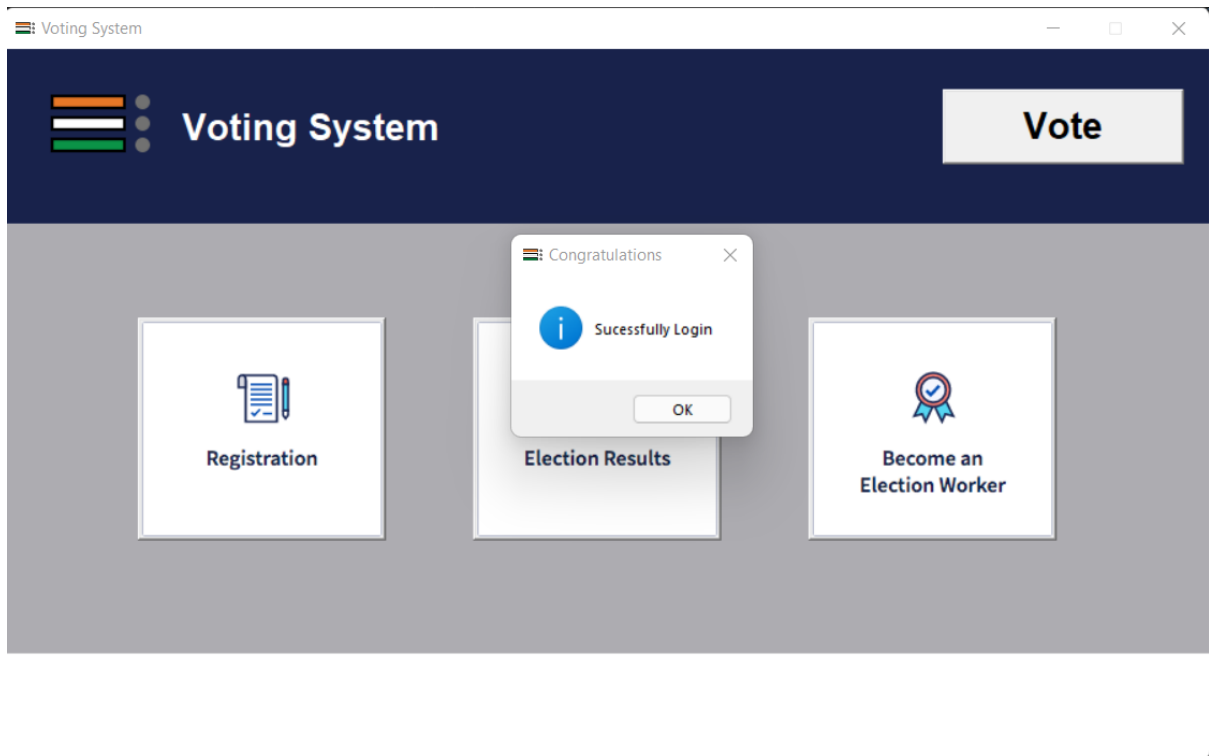 Voting System
Voting System
Vote
Congratulations
Sucessfully Login
OK
Registration
Election Results
Become an
Election Worker